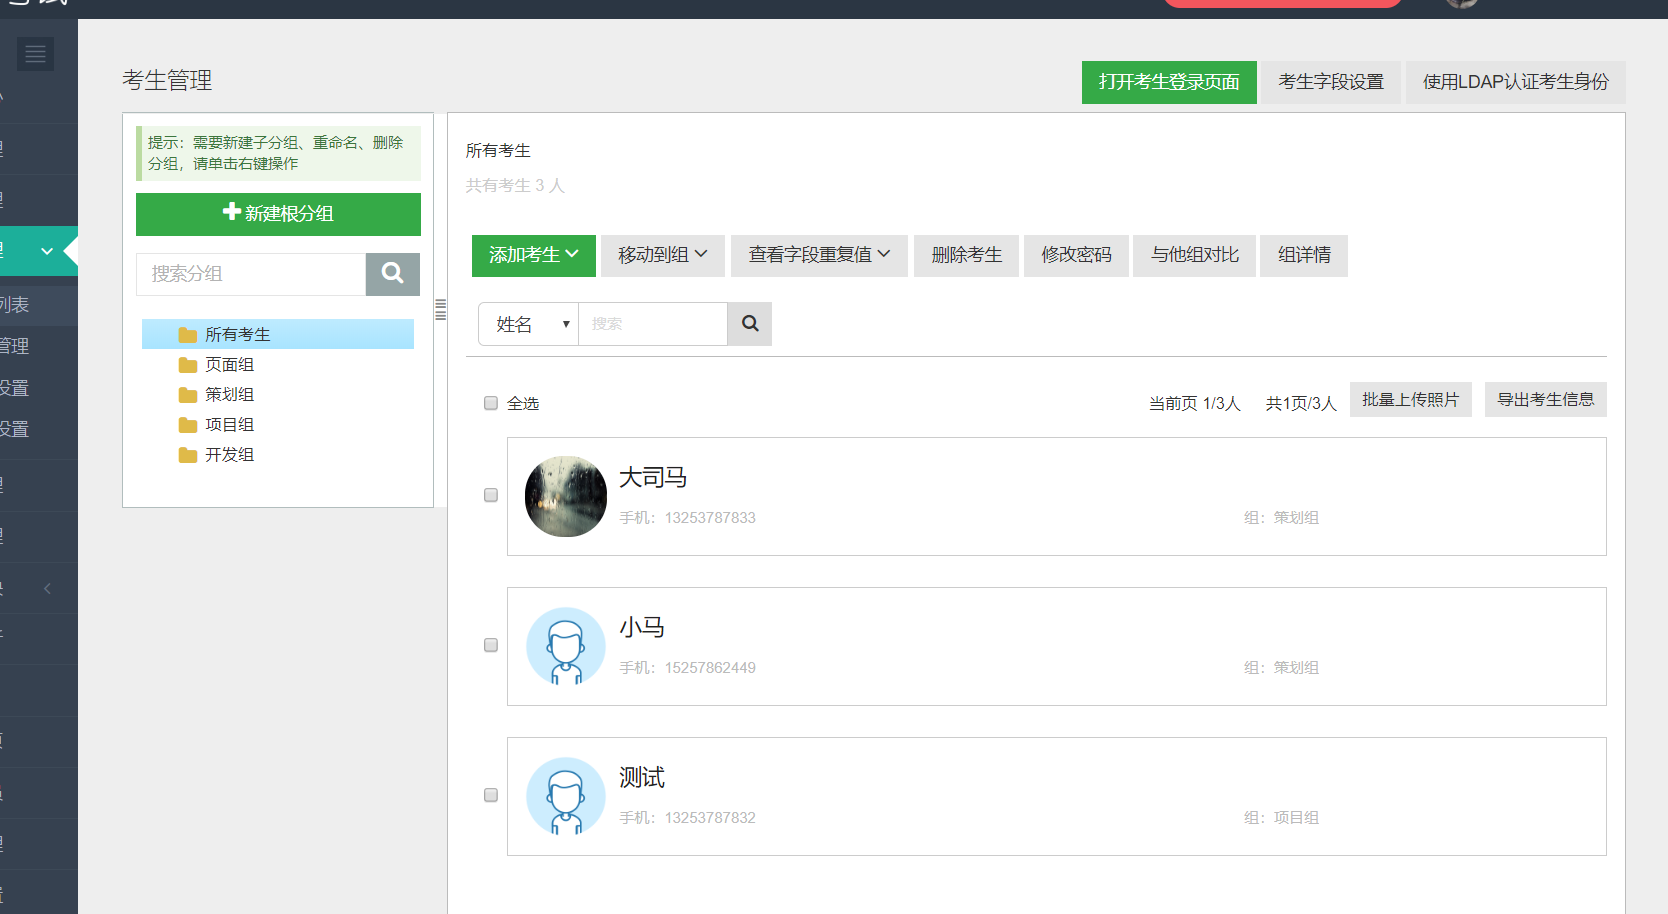 考生管理
打开考生登录页面
考生字段设置
使用LDAP认证考生身份
提示：需要新建子分组、重命名、删除
分组，请单击右键操作
新建根分组
搜索分组
所有考生
页面组
策划组
项目组
开发组
列表
管理
设置
设置
所有考生
共有考生 3 人
添加考生
移动到组
查看字段重复值
删除考生
修改密码
与他组对比
组详情
姓名
搜索
全选
当前页 1/3人
共1页/3人
批量上传照片
导出考生信息
大司马
手机：13253787833
组：策划组
小马
手机：15257862449
组：策划组
测试
手机：13253787832
组：项目组